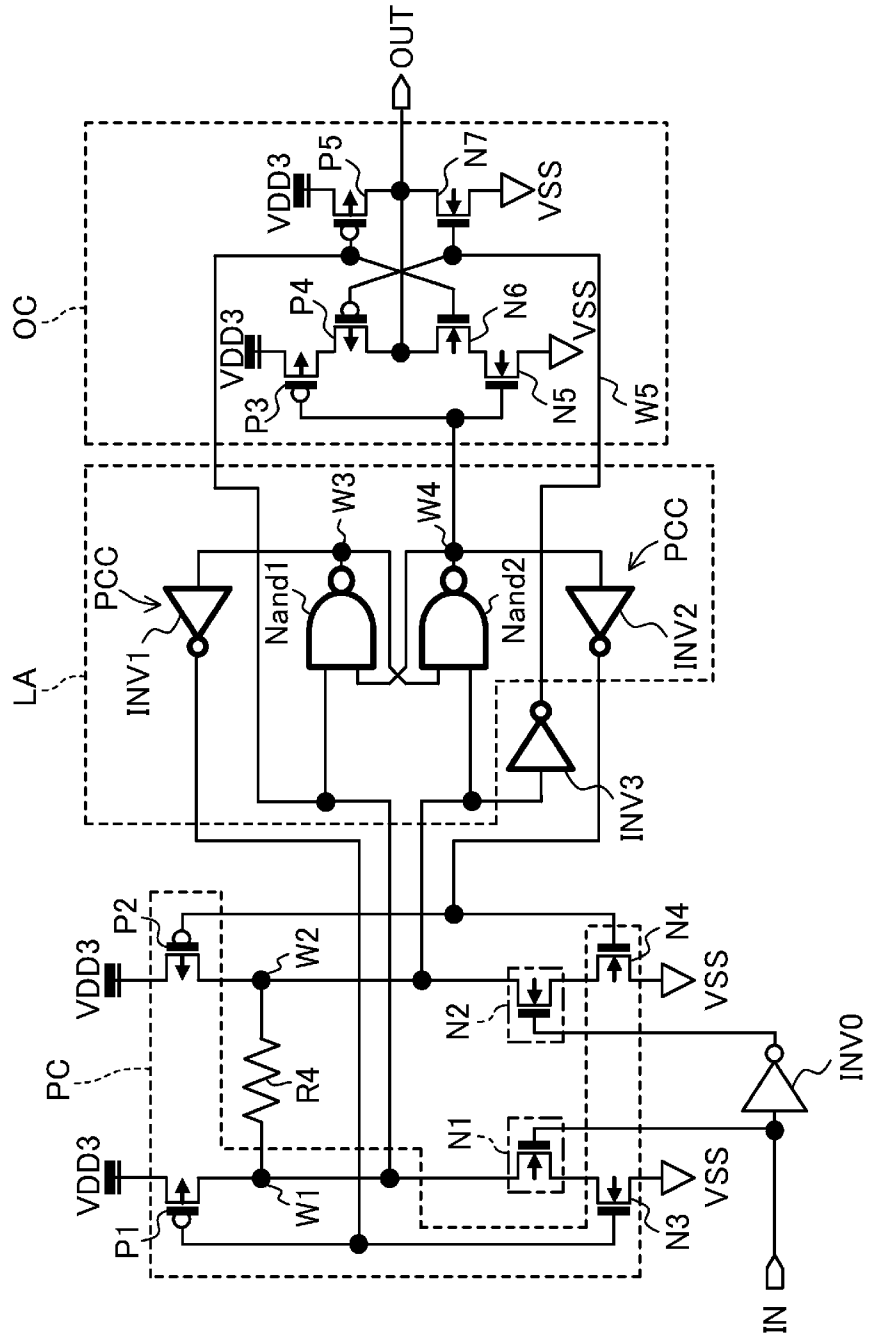 PC
VDD3
VDD3
P1
P2
W1
R4
W2
N1
N2
N3
N4
VSS
VSS
IN
INV0
LA
PCC
INV1
Nand1
W3
W4
Nand2
INV3
INV2
PCC
OC
VDD3
VDD3
P3
P4
P5
OUT
N5
N6
N7
VSS
VSS
W5